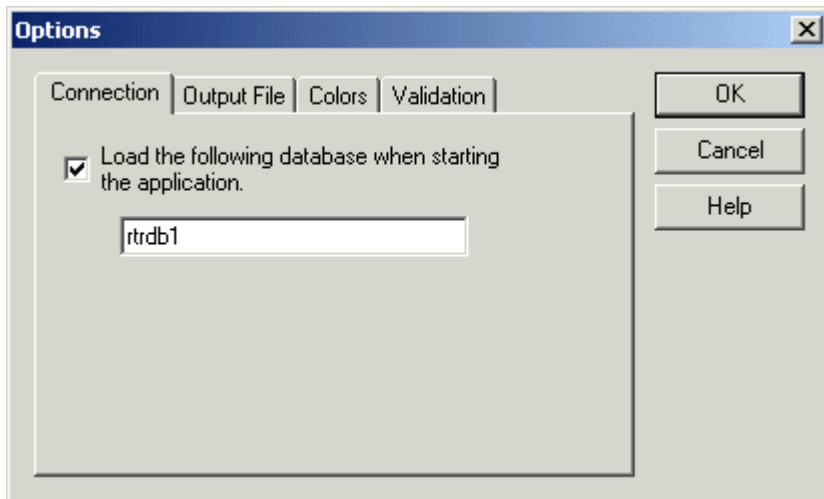 Options
Connection
Output File
Colors
Validation
OK
Load the following database when starting
the application.
Cancel
Help
rtrdb1